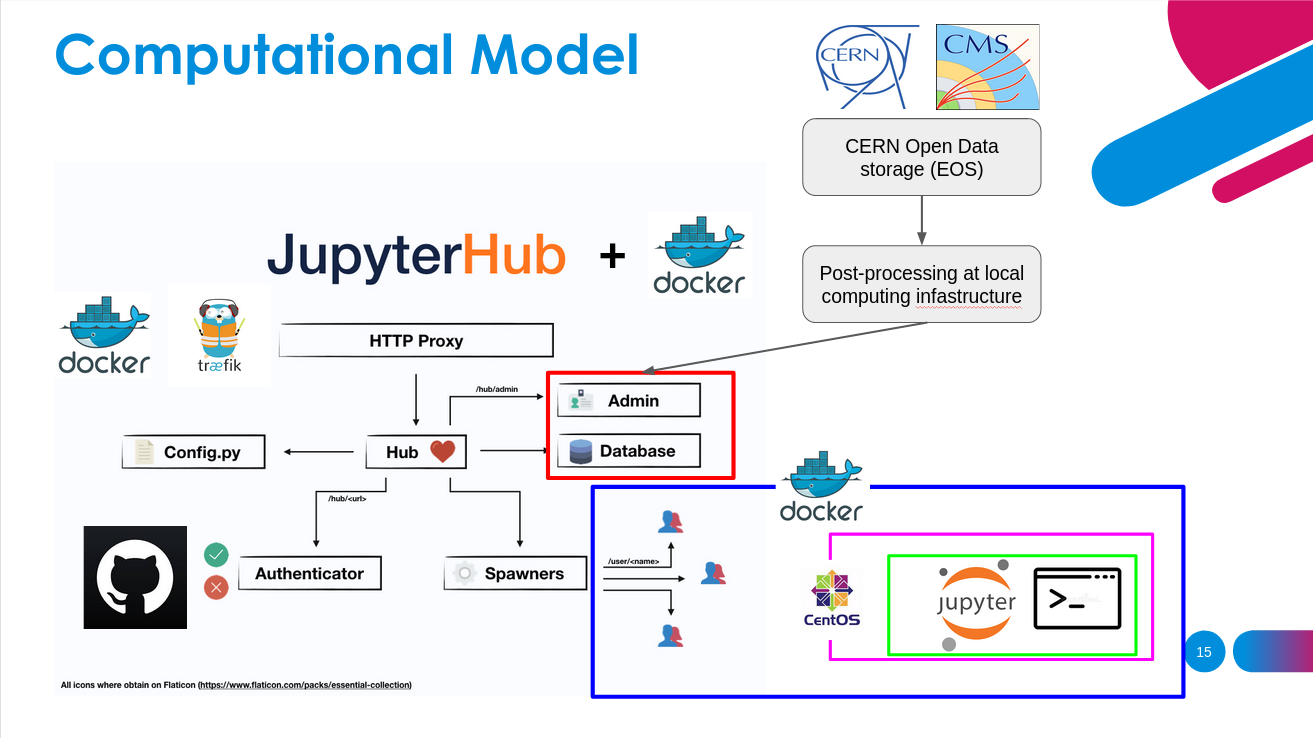 Computational Model
CERN
CMS
CERN Open Data
storage (EOS)
Post-processing at local
computing infastructure
JupyterHub + docker
docker
træfik
HTTP Proxy
/hub/admin
Admin
Config.py
Hub
Database
/hub/<url>
docker
Authenticator
Spawners
/user/<name>
CentOS
jupyter
>_
15
All icons where obtain on Flaticon (https://www.flaticon.com/packs/essential-collection)